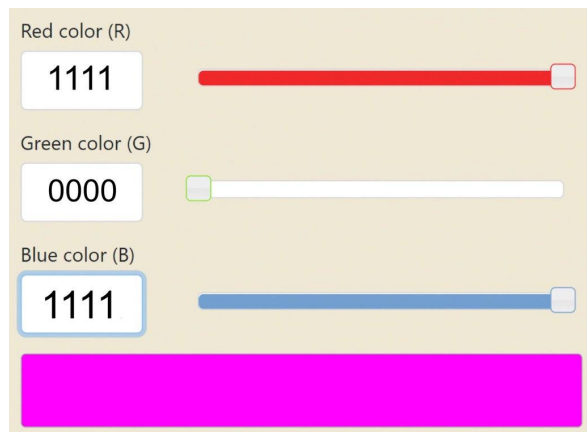 Red color (R)
1111
Green color (G)
0000
Blue color (B)
1111